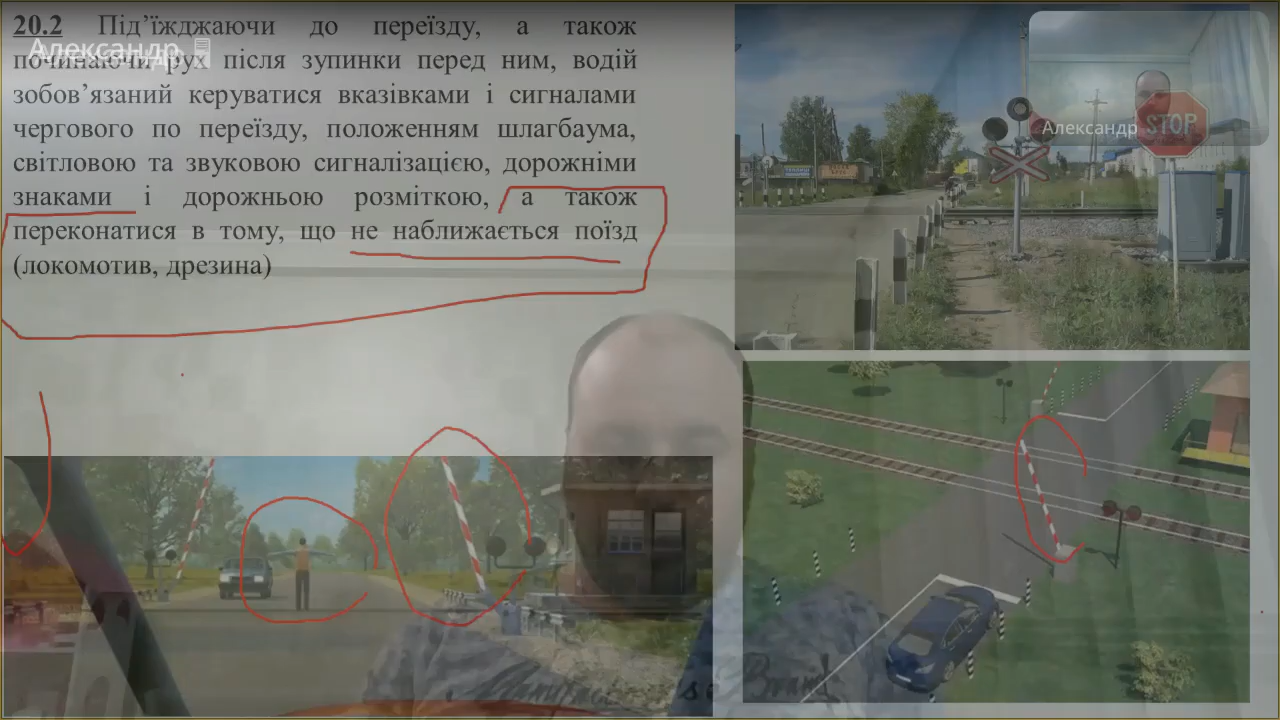 20.2 Під’їжджаючи до переїзду, а також
починаючи рух після зупинки перед ним, водій
зобов’язаний керуватися вказівками і сигналами
чергового по переїзду, положенням шлагбаума,
світловою та звуковою сигналізацією, дорожніми
знаками і дорожньою розміткою, а також
переконатися в тому, що не наближається поїзд
(локомотив, дрезина)
Александр
Александр
STOP